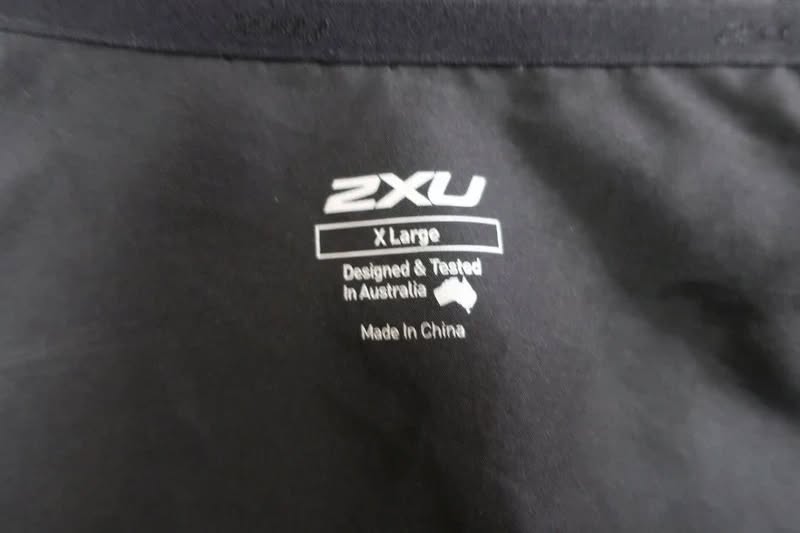 2XU
X Large
Designed & Tested
In Australia
Made In China